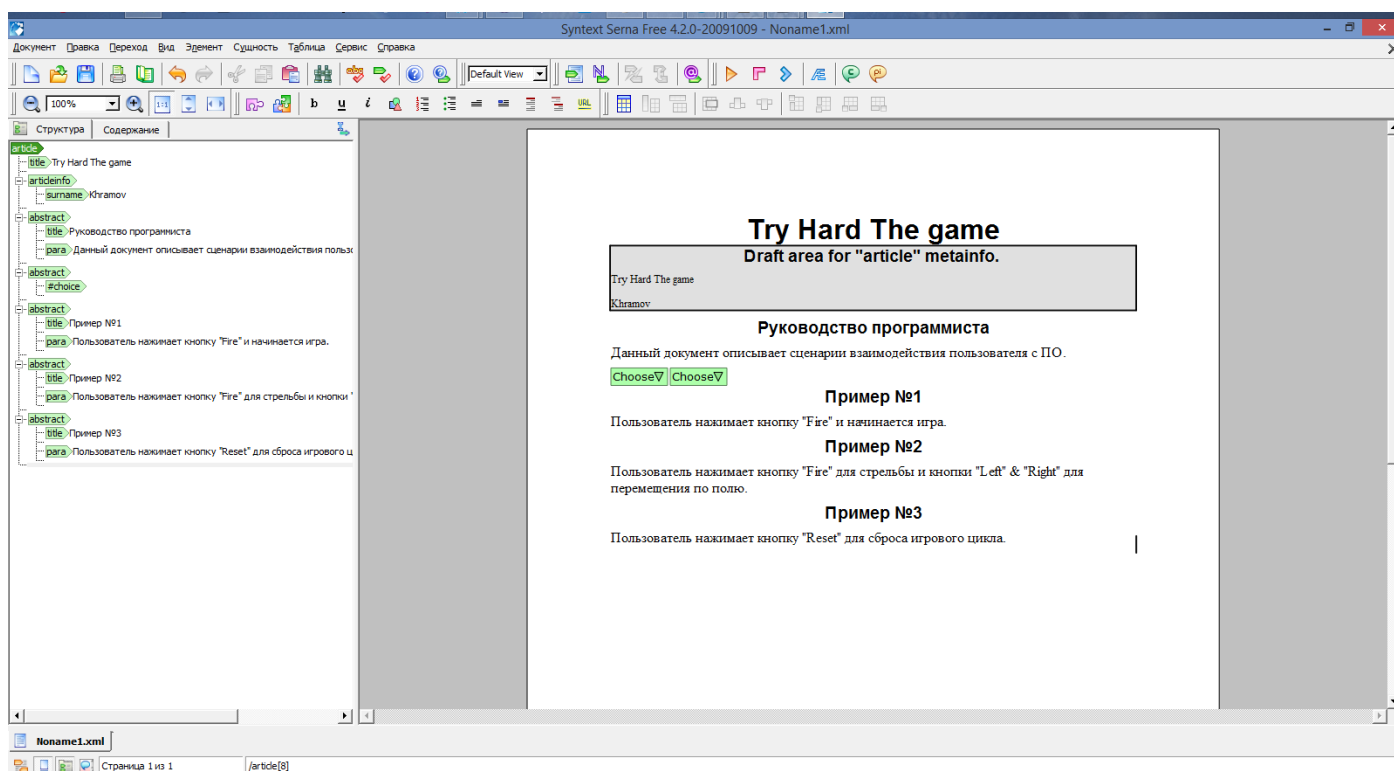 Syntext Serna Free 4.2.0-20091009 - Noname1.xml
Документ Правка Переход Вид Элемент Сущность Таблица Сервис Справка
Default View
100%
1:1
b u i
URL
Структура Содержание
article
title Try Hard The game
articleinfo
surname Khramov
abstract
title Руководство программиста
para Данный документ описывает сценарии взаимодействия пользо
abstract
#choice
abstract
title Пример №1
para Пользователь нажимает кнопку "Fire" и начинается игра.
abstract
title Пример №2
para Пользователь нажимает кнопку "Fire" для стрельбы и кнопки "
abstract
title Пример №3
para Пользователь нажимает кнопку "Reset" для сброса игрового ц
Try Hard The game
Draft area for "article" metainfo.
Try Hard The game
Khramov
Руководство программиста
Данный документ описывает сценарии взаимодействия пользователя с ПО.
Choose Choose
Пример №1
Пользователь нажимает кнопку "Fire" и начинается игра.
Пример №2
Пользователь нажимает кнопку "Fire" для стрельбы и кнопки "Left" & "Right" для
перемещения по полю.
Пример №3
Пользователь нажимает кнопку "Reset" для сброса игрового цикла.
Noname1.xml
Страница 1 из 1 /article[8]